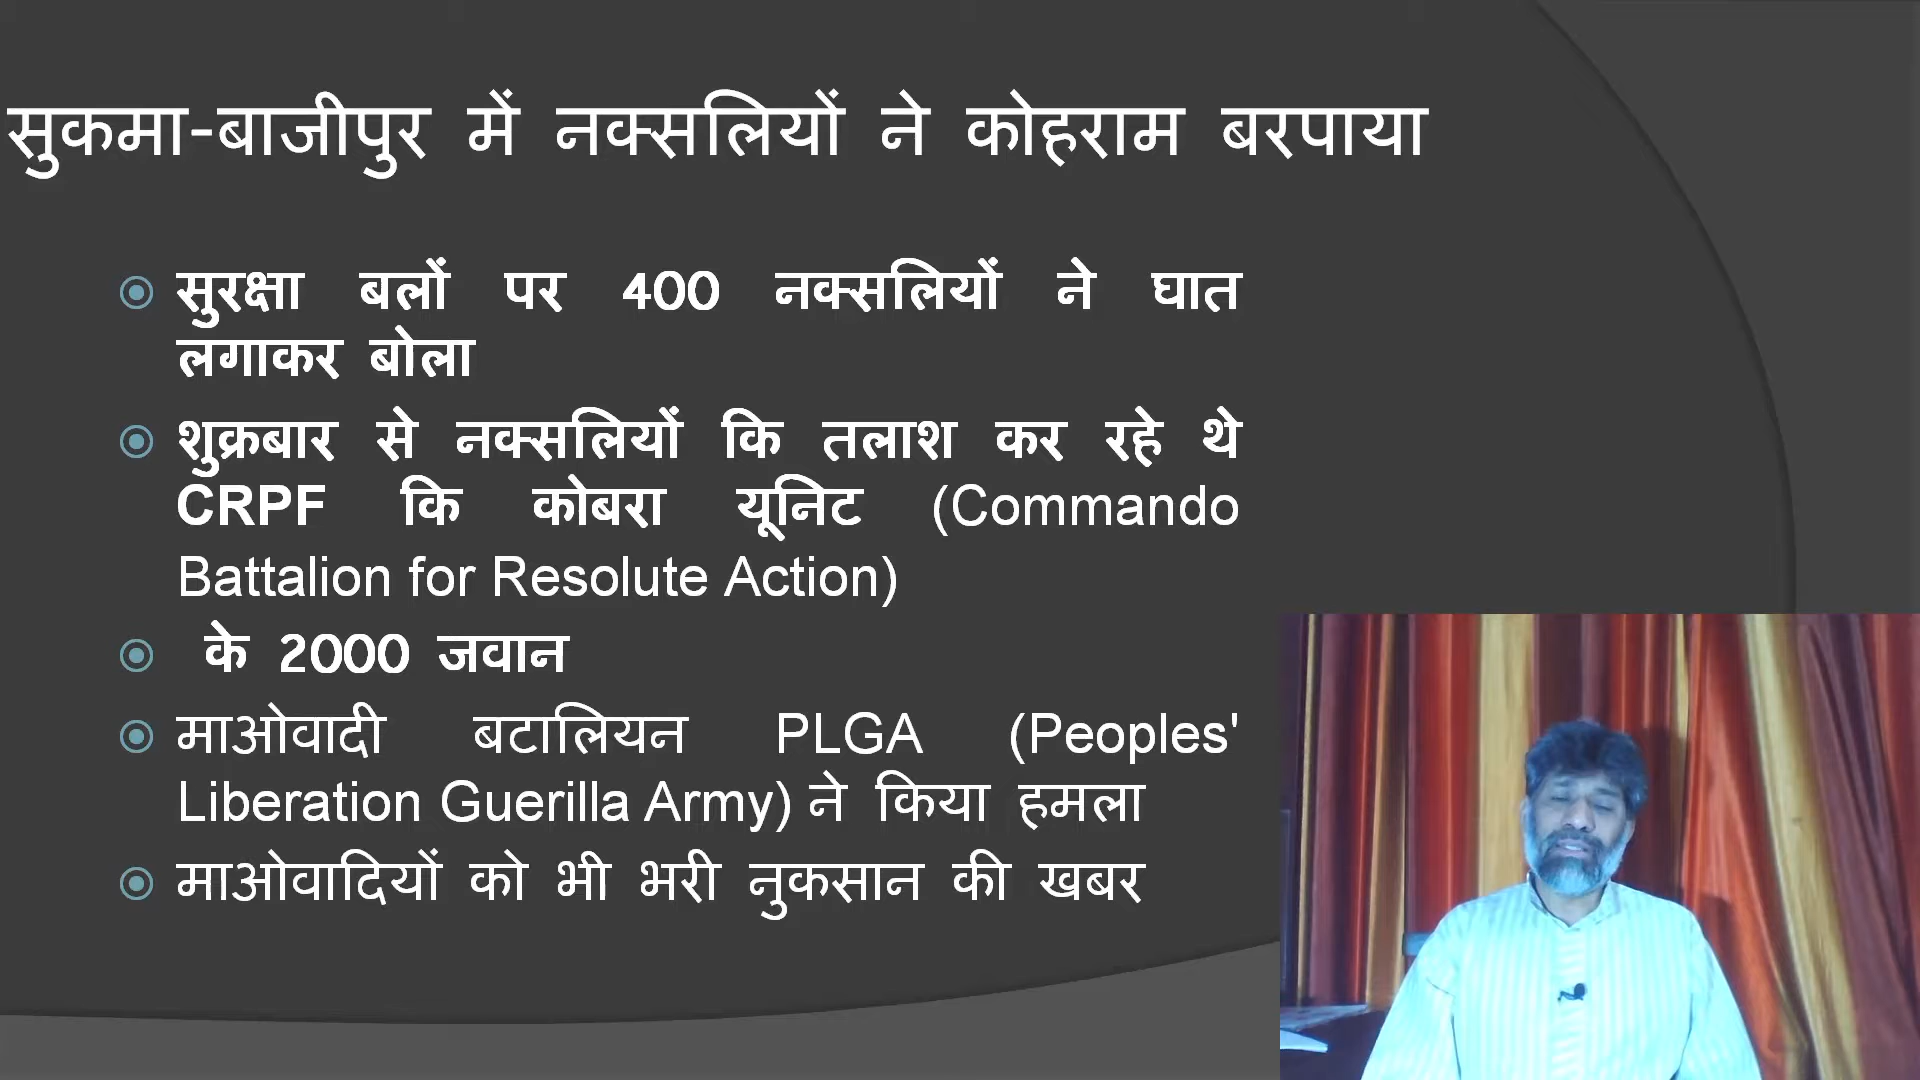 सुकमा-बाजीपुर में नक्सलियों ने कोहराम बरपाया
सुरक्षा बलों पर 400 नक्सलियों ने घात
लगाकर बोला
शुक्रबार से नक्सलियों कि तलाश कर रहे थे
CRPF कि कोबरा यूनिट (Commando
Battalion for Resolute Action)
के 2000 जवान
माओवादी बटालियन PLGA (Peoples'
Liberation Guerilla Army) ने किया हमला
माओवादियों को भी भरी नुकसान की खबर